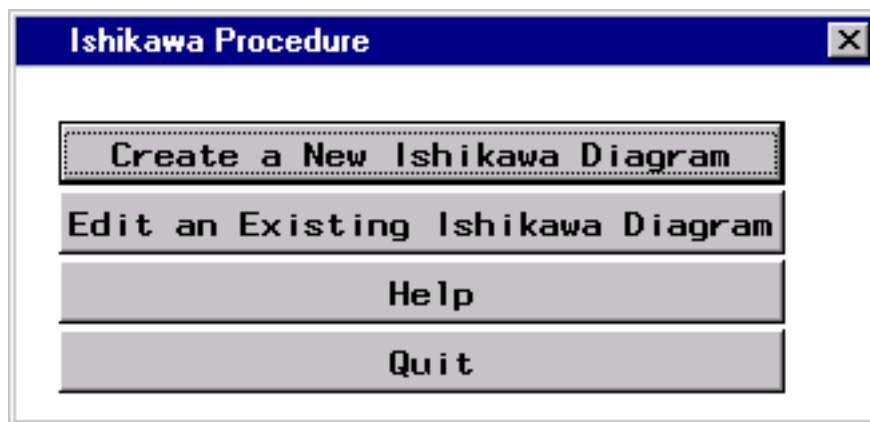 Ishikawa Procedure
Create a New Ishikawa Diagram
Edit an Existing Ishikawa Diagram
Help
Quit